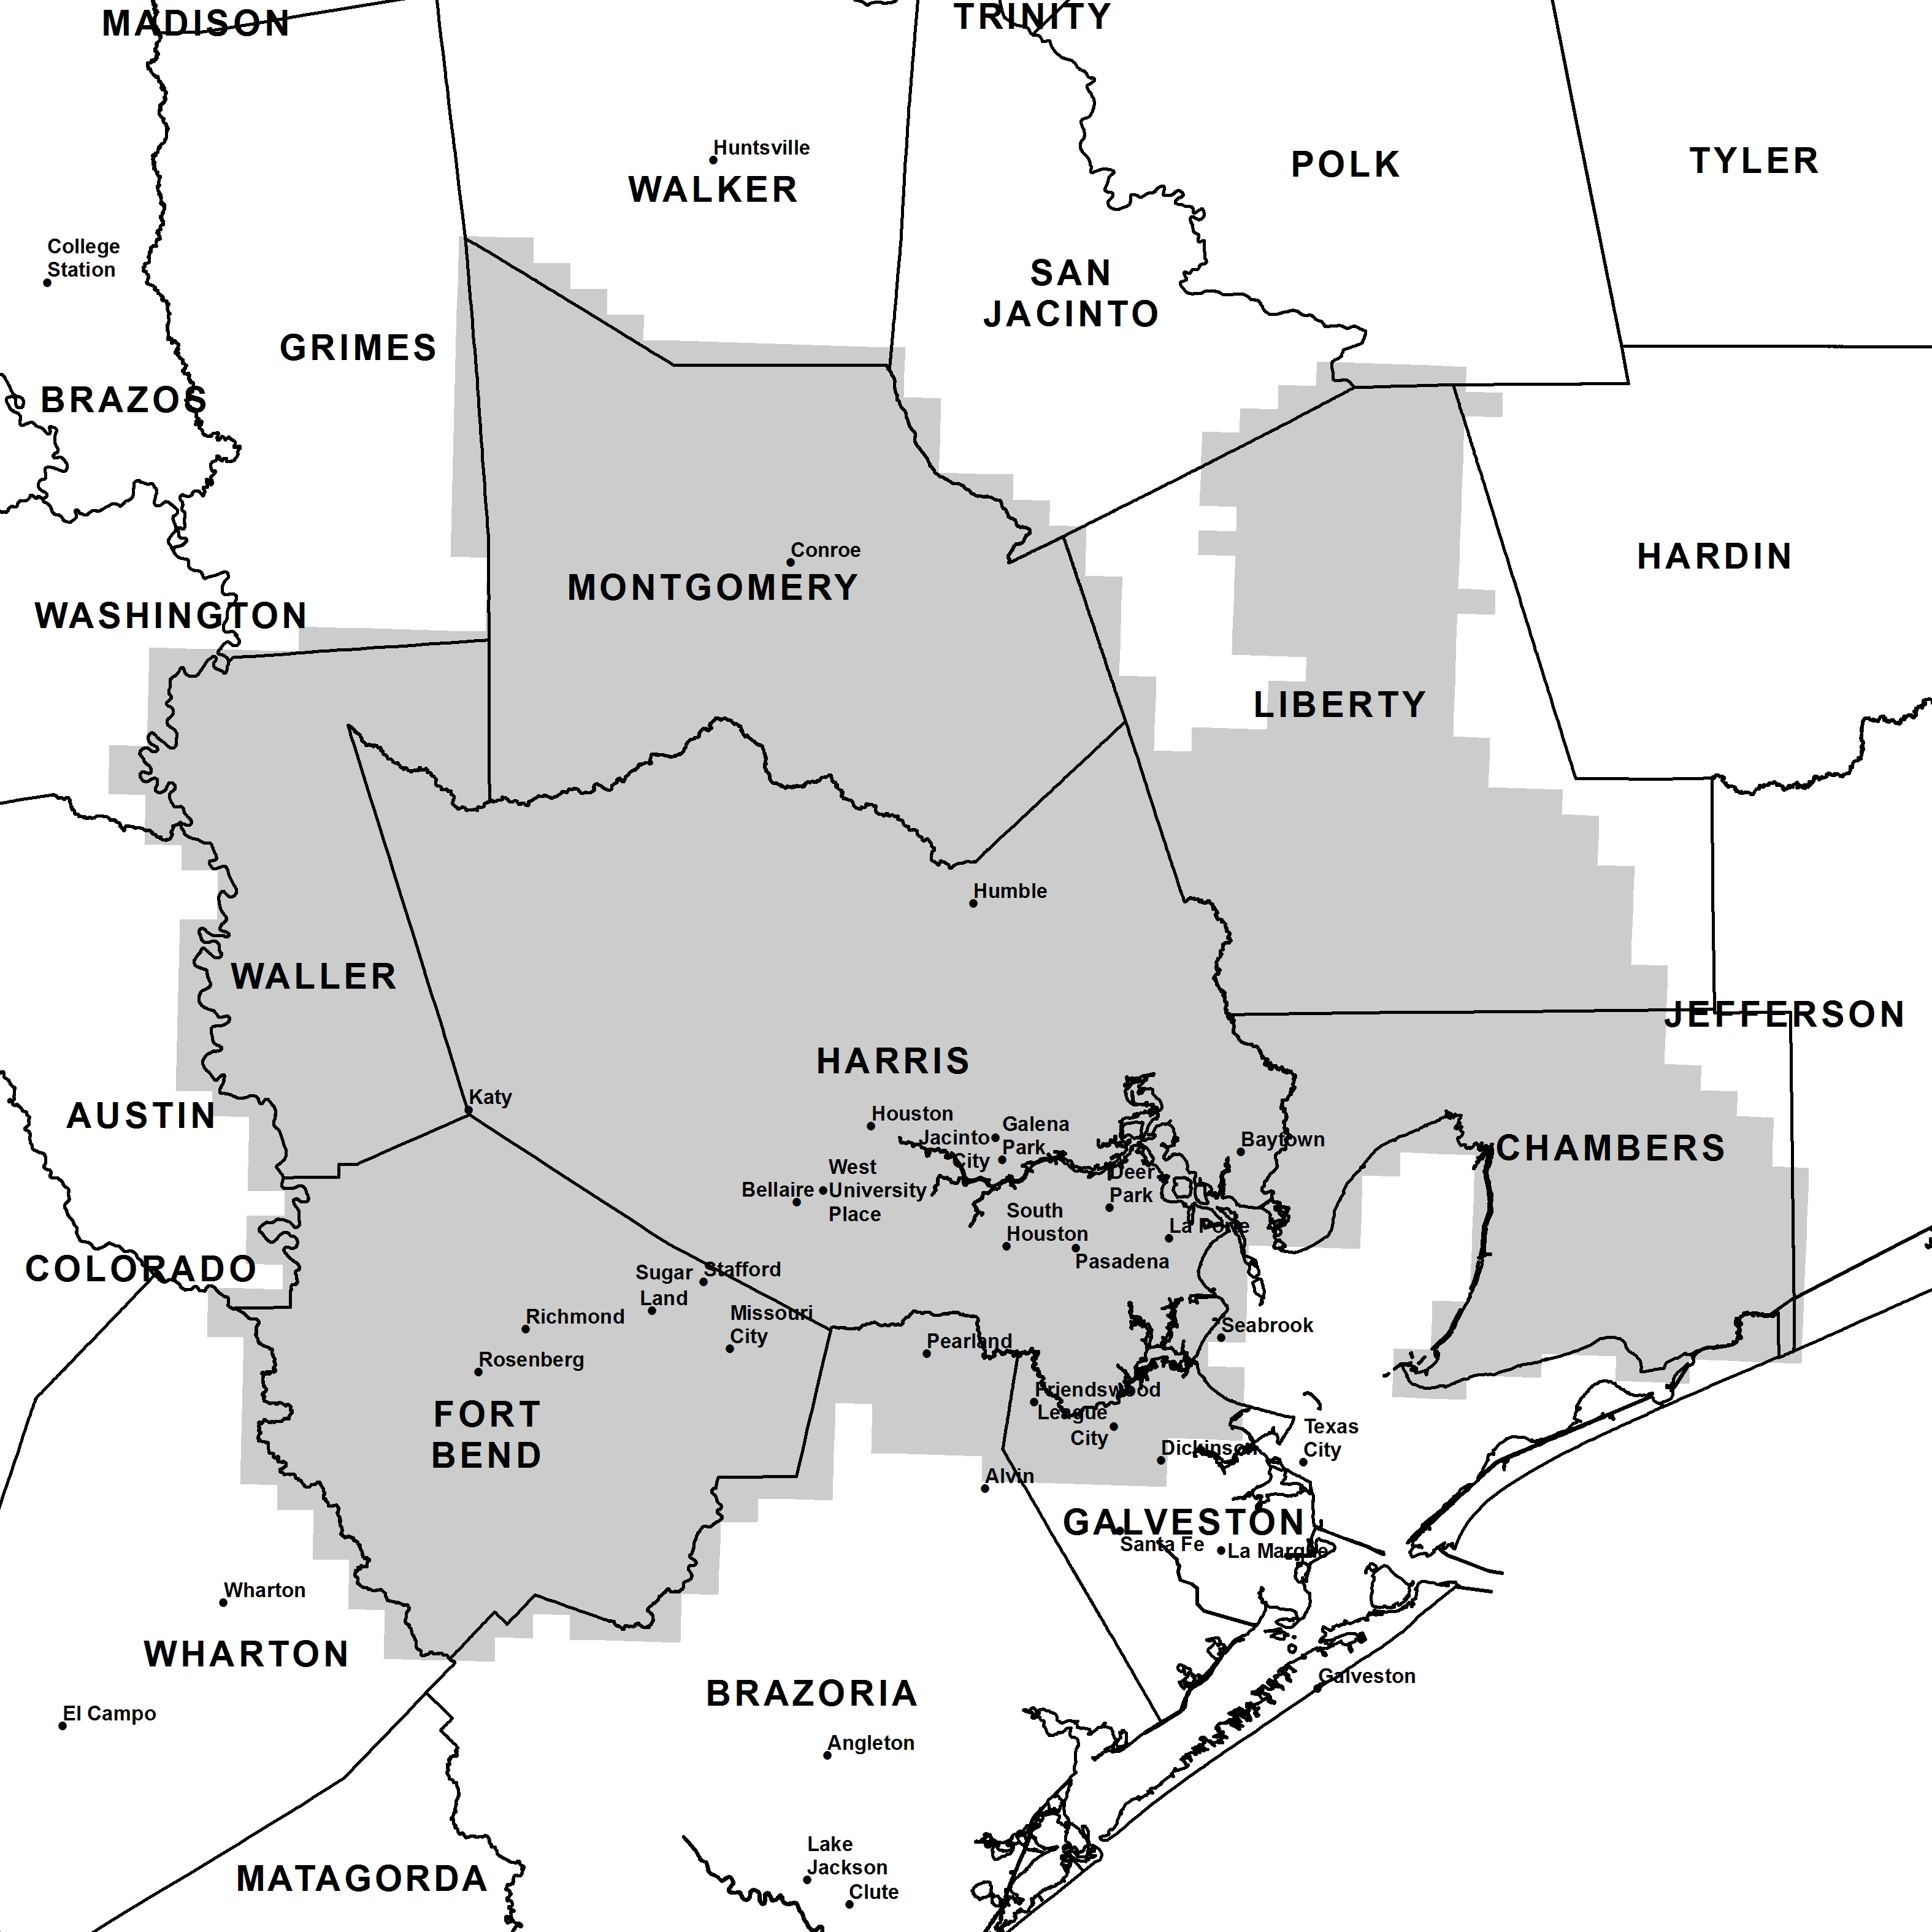 MADISON
TRINITY
Huntsville
WALKER
POLK
TYLER
College
Station
SAN
JACINTO
GRIMES
BRAZOS
Conroe
MONTGOMERY
HARDIN
WASHINGTON
LIBERTY
Humble
WALLER
JEFFERSON
HARRIS
Katy
AUSTIN
Houston
Jacinto
City
Galena
Park
Baytown
CHAMBERS
West
University
Place
Bellaire
Deer
Park
South
Houston
La Porte
Pasadena
COLORADO
Sugar
Land
Stafford
Missouri
City
Richmond
Rosenberg
Pearland
Seabrook
FORT
BEND
Friendswood
League
City
Texas
City
Dickinson
Alvin
GALVESTON
Santa Fe
La Marque
Wharton
WHARTON
BRAZORIA
Galveston
El Campo
Angleton
Lake
Jackson
Clute
MATAGORDA